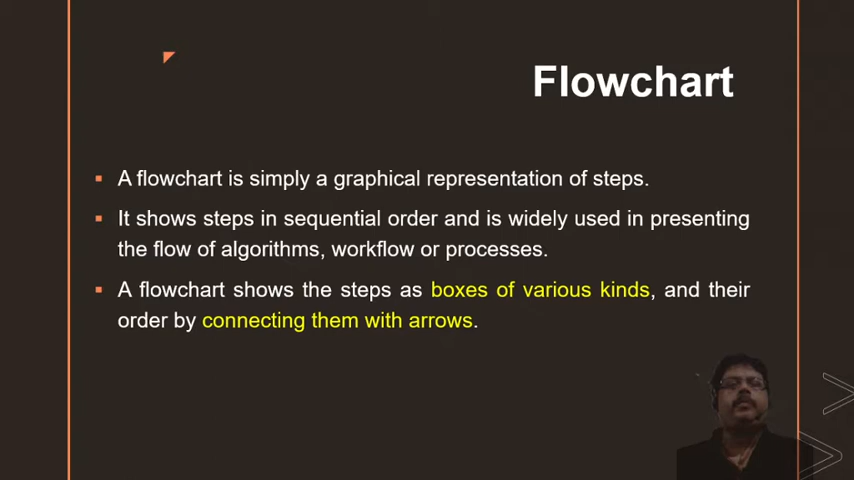 Flowchart
A flowchart is simply a graphical representation of steps.
It shows steps in sequential order and is widely used in presenting
the flow of algorithms, workflow or processes.
A flowchart shows the steps as boxes of various kinds, and their
order by connecting them with arrows.